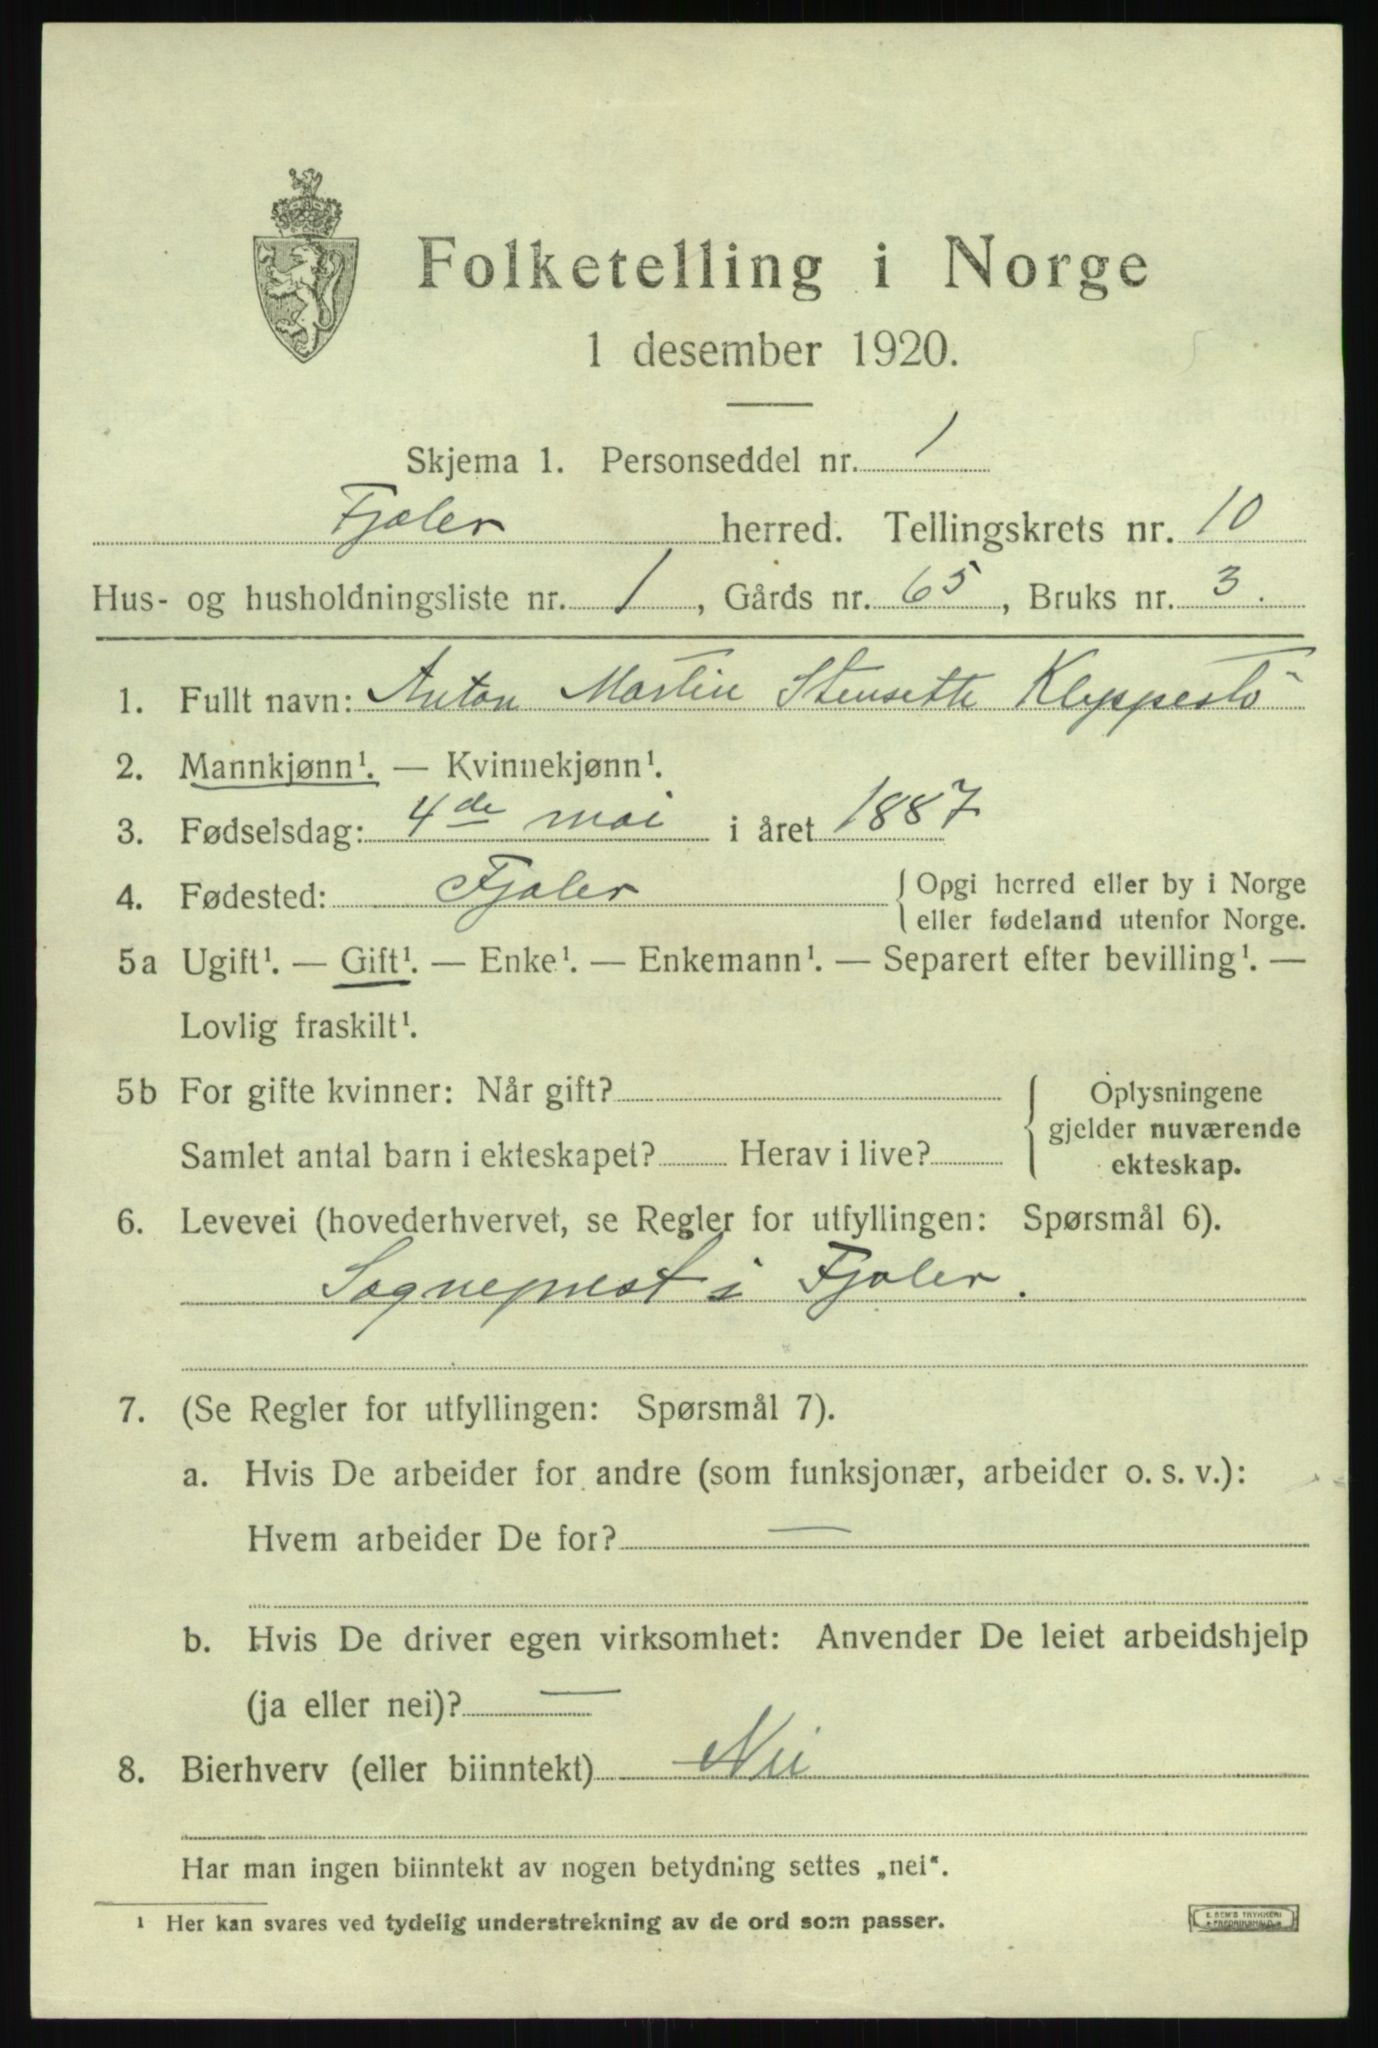 Folketelling i Norge
1 desember 1920.
Skjema 1. Personseddel nr. 1
Fjaler herred. Tellingskrets nr. 10
Hus- og husholdningsliste nr. 1, Gårds nr. 65, Bruks nr. 3.
1. Fullt navn: Anton Martin Stensette Kleppestö
2. Mannkjønn¹. — Kvinnekjønn¹.
3. Fødselsdag: 4de mai i året 1887
4. Fødested: Fjaler { Opgi herred eller by i Norge
eller fødeland utenfor Norge.
5a Ugift¹. — Gift¹. — Enke¹. — Enkemann¹. — Separert efter bevilling¹. —
Lovlig fraskilt¹.
5b For gifte kvinner: Når gift?
Samlet antal barn i ekteskapet? Herav i live?
{ Oplysningene
gjelder nuværende
ekteskap.
6. Levevei (hovederhvervet, se Regler for utfyllingen: Spørsmål 6).
Sogneprest i Fjaler.
7. (Se Regler for utfyllingen: Spørsmål 7).
a. Hvis De arbeider for andre (som funksjonær, arbeider o. s. v.):
Hvem arbeider De for? —
b. Hvis De driver egen virksomhet: Anvender De leiet arbeidshjelp
(ja eller nei)? —
8. Bierhverv (eller biinntekt) Nei
Har man ingen biinntekt av nogen betydning settes „nei“.
¹ Her kan svares ved tydelig understrekning av de ord som passer.
E. SEM'S TRYKKERI
FREDRIKSHALD